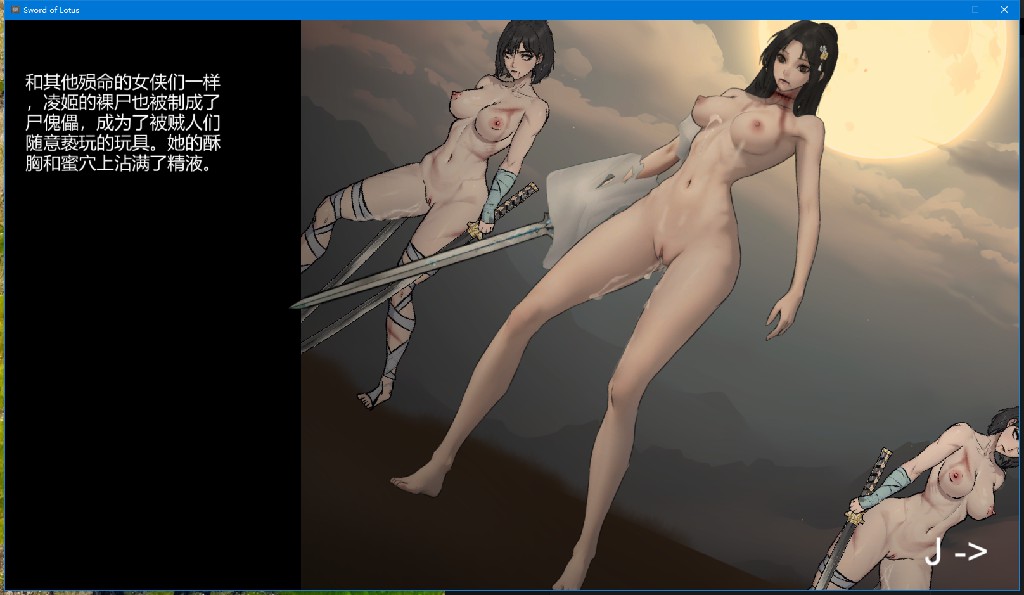 Sword of Lotus
和其他殒命的女侠们一样
，凌姬的裸尸也被制成了
尸傀儡，成为了被贼人们
随意亵玩的玩具。她的酥
胸和蜜穴上沾满了精液。
J ->